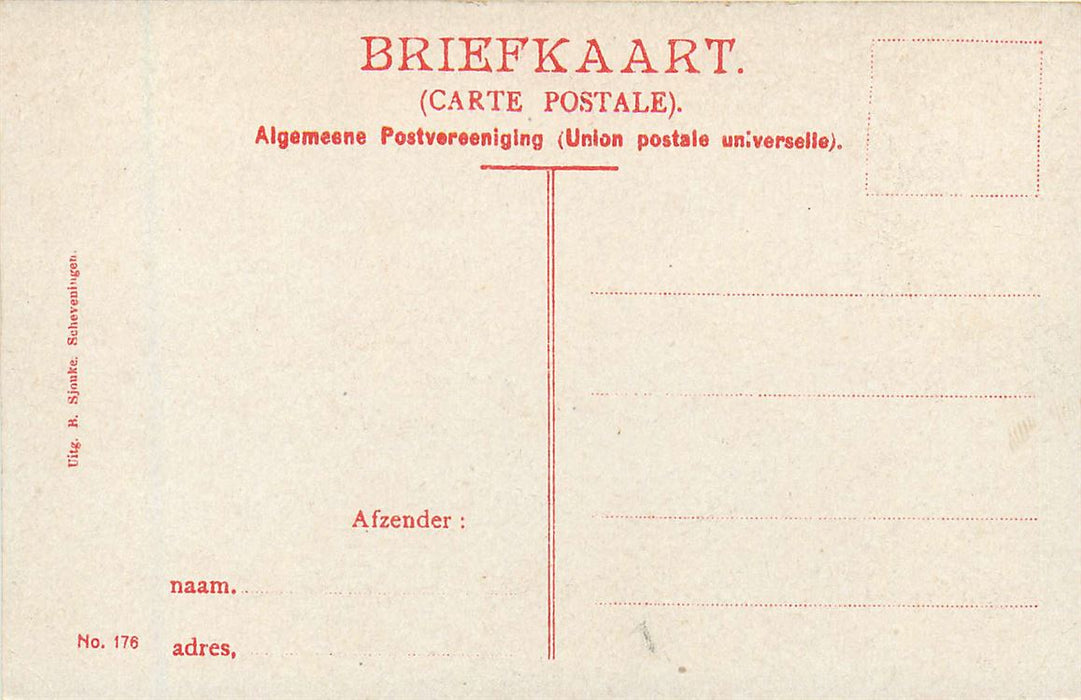 BRIEFKAART.
(CARTE POSTALE).
Algemeene Postvereeniging (Union postale universelle).
Uitg. R. Sjouke. Scheveningen.
Afzender :
naam.
No. 176
adres,